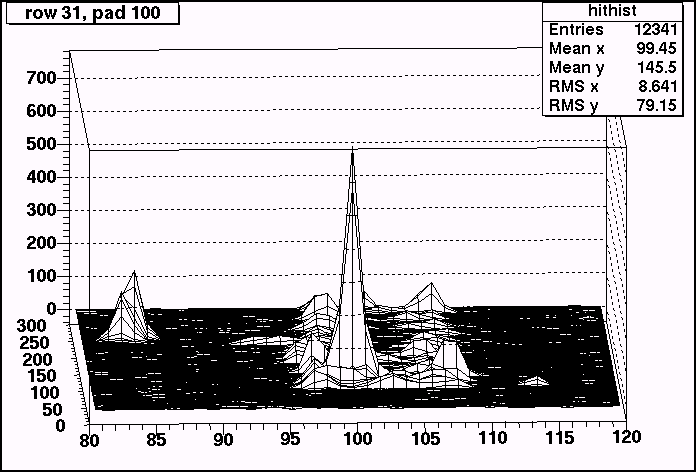 row 31, pad 100
hithist
Entries 12341
Mean x 99.45
Mean y 145.5
RMS x 8.641
RMS y 79.15
700
600
500
400
300
200
100
0
300
250
200
150
100
50
0
80 85 90 95 100 105 110 115 120